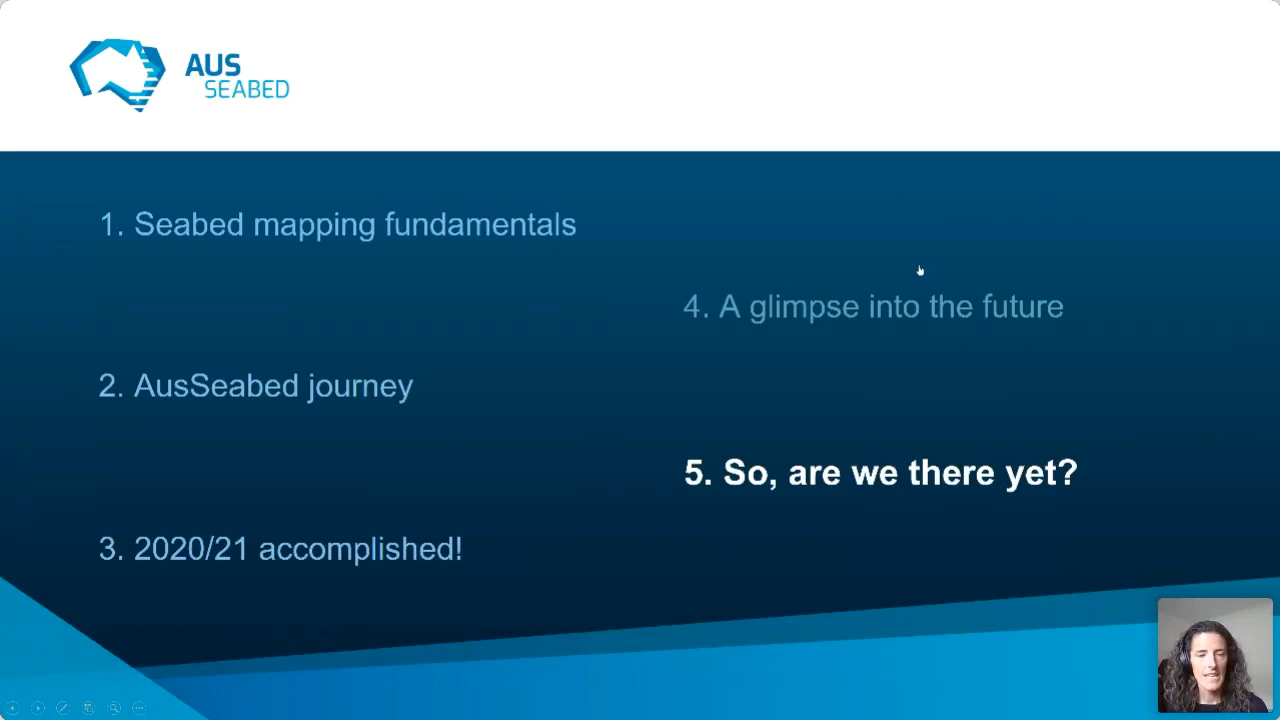 AUS
SEABED
1. Seabed mapping fundamentals
2. AusSeabed journey
3. 2020/21 accomplished!
4. A glimpse into the future
5. So, are we there yet?